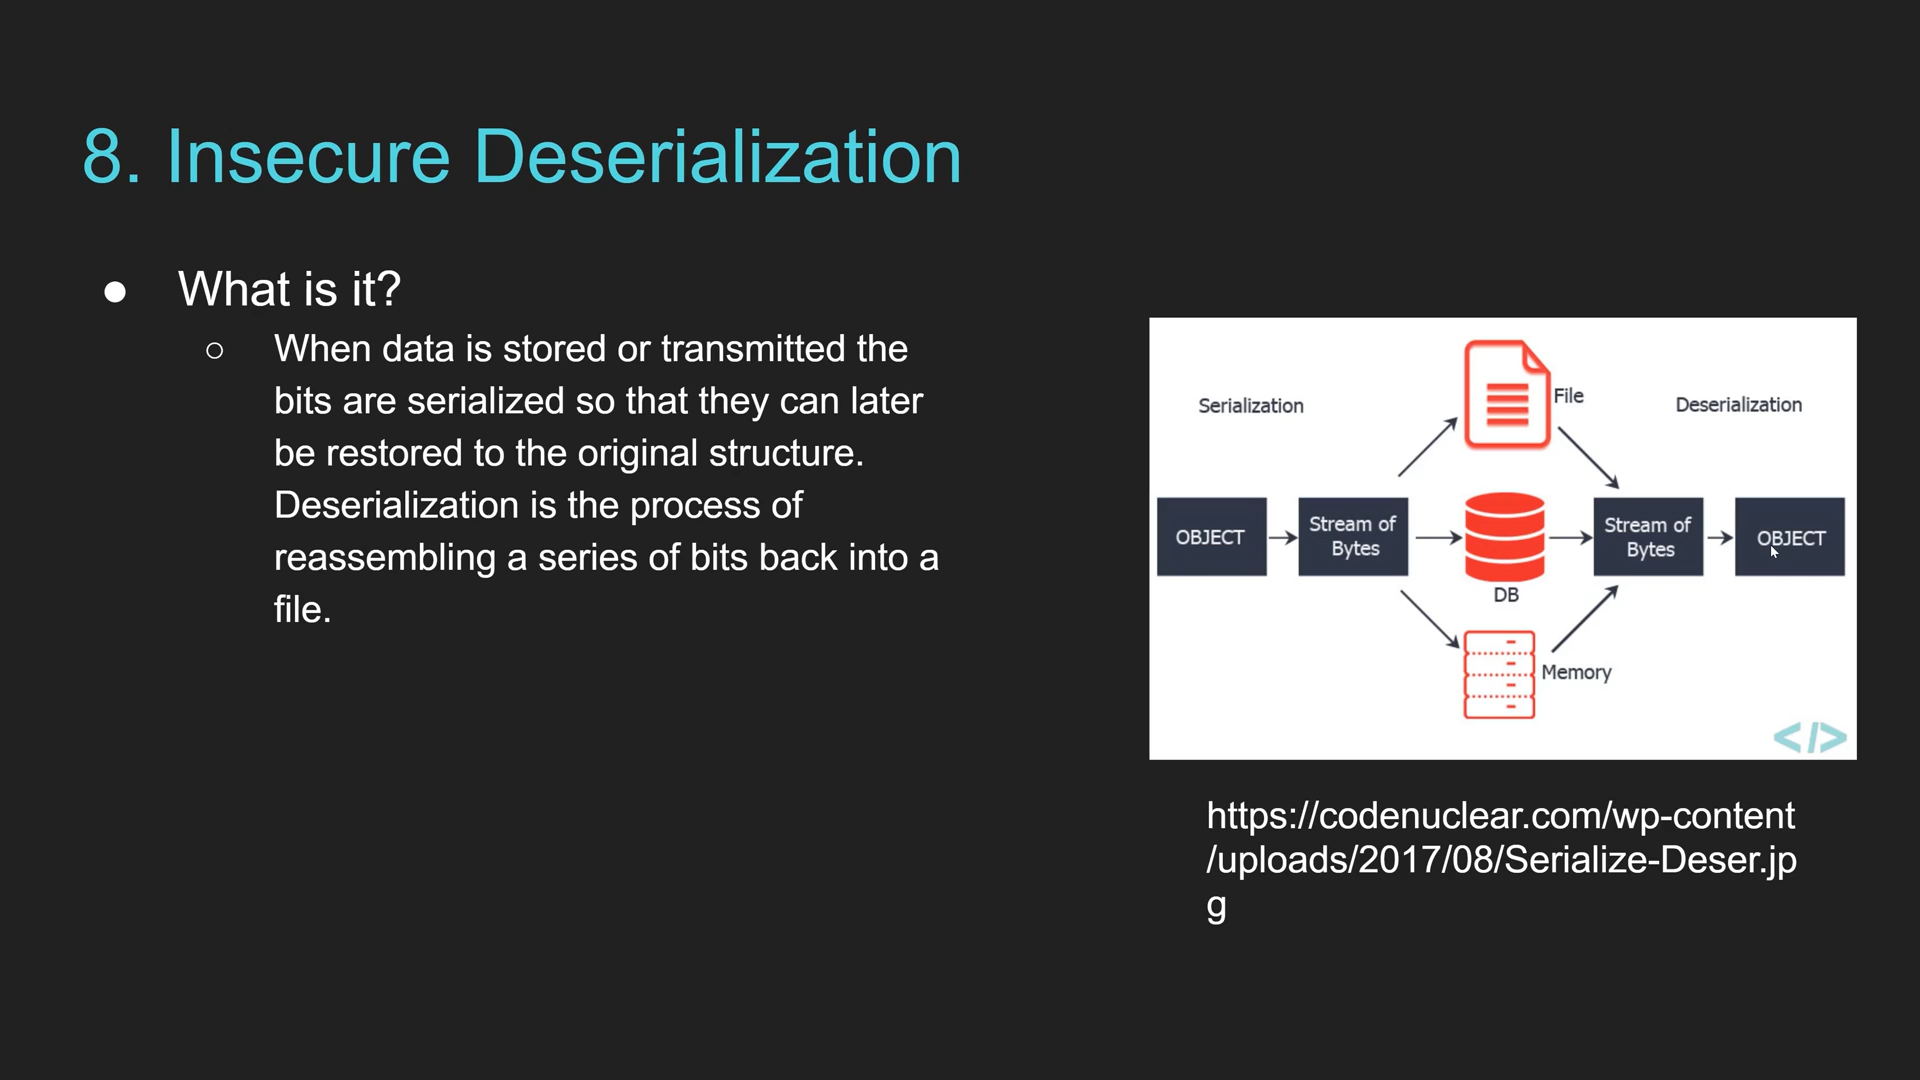 8. Insecure Deserialization
● What is it?
○ When data is stored or transmitted the
bits are serialized so that they can later
be restored to the original structure.
Deserialization is the process of
reassembling a series of bits back into a
file.
Serialization
File
Deserialization
OBJECT
Stream of
Bytes
DB
Stream of
Bytes
OBJECT
Memory
</>
https://codenuclear.com/wp-content
/uploads/2017/08/Serialize-Deser.jp
g